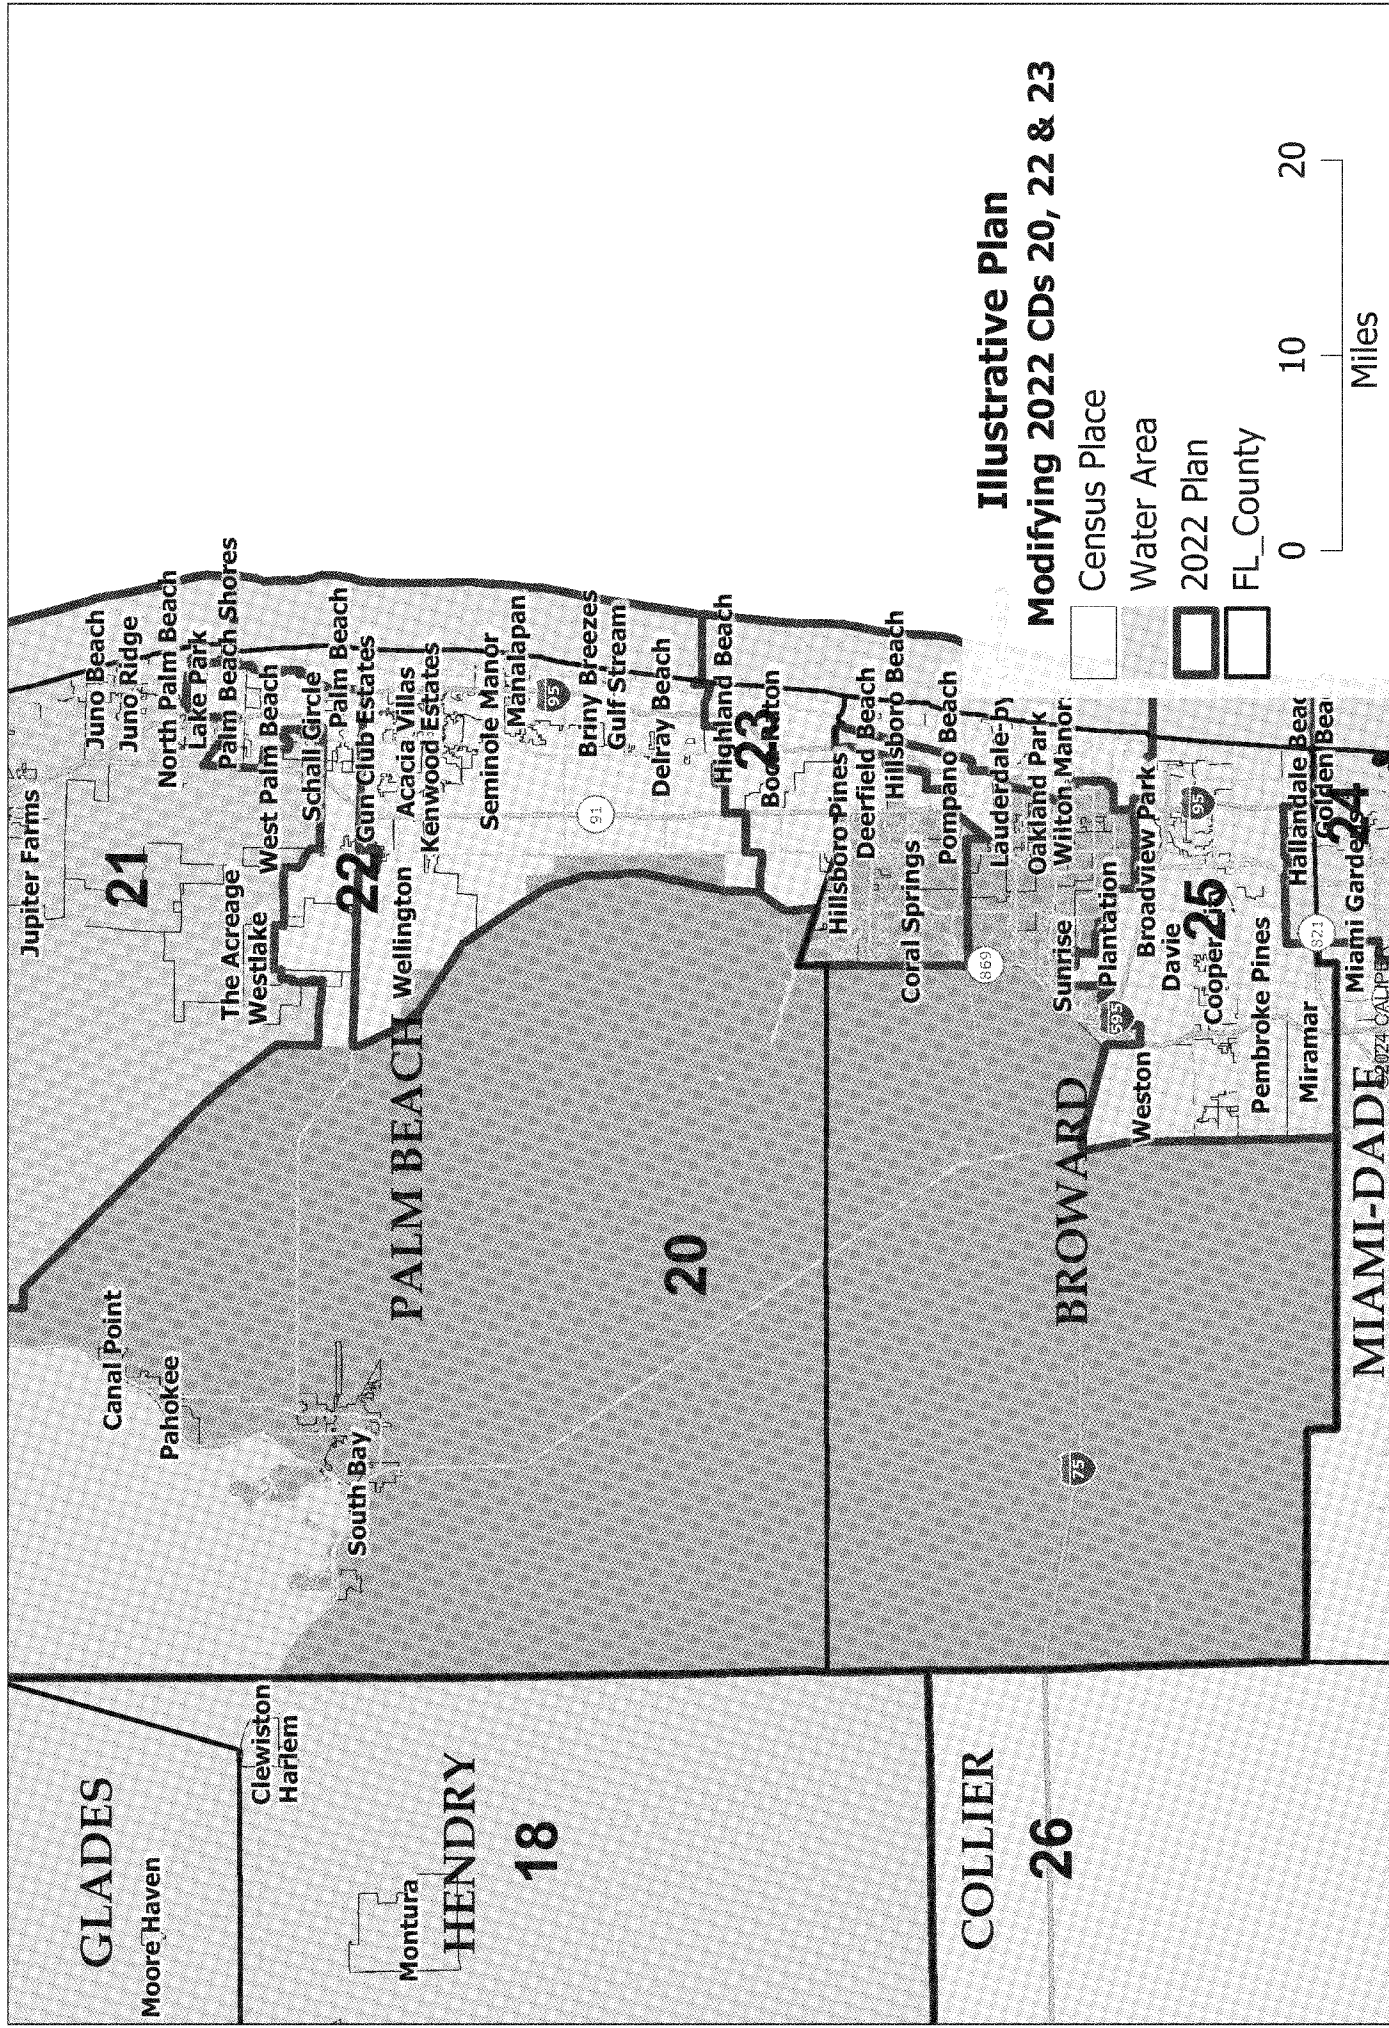 GLADES
Moore Haven
Clewiston
Harlem
Montura
HENDRY
18
COLLIER
26
Canal Point
Pahokee
South Bay
PALM BEACH
20
BROWARD
75
MIAMI-DADE
Jupiter Farms
21
The Acreage
Westlake
Juno Beach
Juno Ridge
North Palm Beach
Lake Park
Palm Beach Shores
West Palm Beach
Schall Circle
Palm Beach
Gun Club Estates
22
Acacia Villas
Kenwood Estates
Wellington
Seminole Manor
Manalapan
95
Briny Breezes
Gulf Stream
91
Delray Beach
Highland Beach
23
Hillsboro Pines
Deerfield Beach
Hillsboro Beach
Coral Springs
Pompano Beach
869
Lauderdale-by
Oakland Park
Wilton Manor
Sunrise
Plantation
595
Broadview Park
Weston
Davie
95
25
Pembroke Pines
Miramar
Hallandale Beac
Golden Beac
821
24
Miami Gardens
Illustrative Plan
Modifying 2022 CDs 20, 22 & 23
Census Place
Water Area
2022 Plan
FL_County
0 10 20
Miles